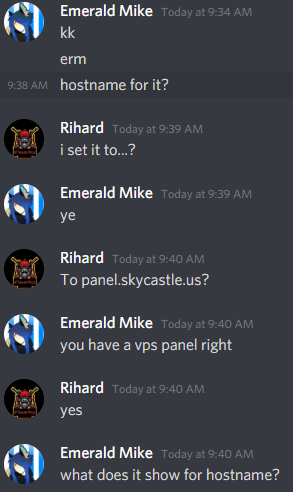 Emerald Mike Today at 9:34 AM
kk
erm
9:38 AM hostname for it?
Rihard Today at 9:39 AM
i set it to...?
Emerald Mike Today at 9:39 AM
ye
Rihard Today at 9:40 AM
To panel.skycastle.us?
Emerald Mike Today at 9:40 AM
you have a vps panel right
Rihard Today at 9:40 AM
yes
Emerald Mike Today at 9:40 AM
what does it show for hostname?